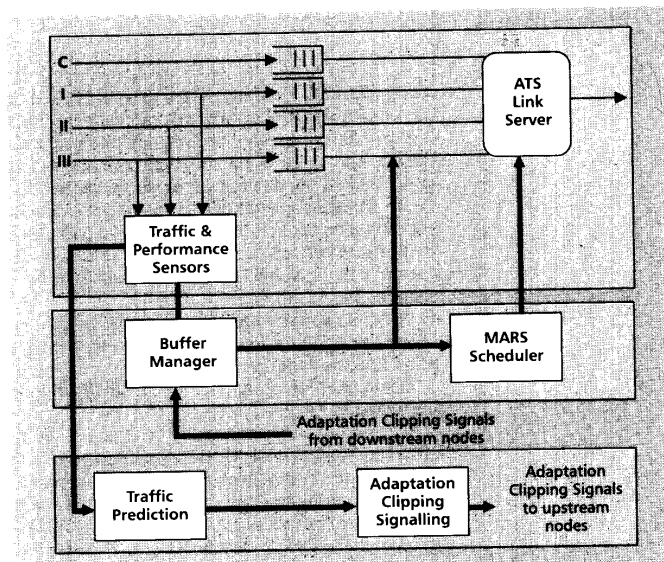 C
I
II
III
ATS
Link
Server
Traffic &
Performance
Sensors
Buffer
Manager
MARS
Scheduler
Adaptation Clipping Signals
from downstream nodes
Traffic
Prediction
Adaptation
Clipping
Signalling
Adaptation
Clipping Signals
to upstream
nodes